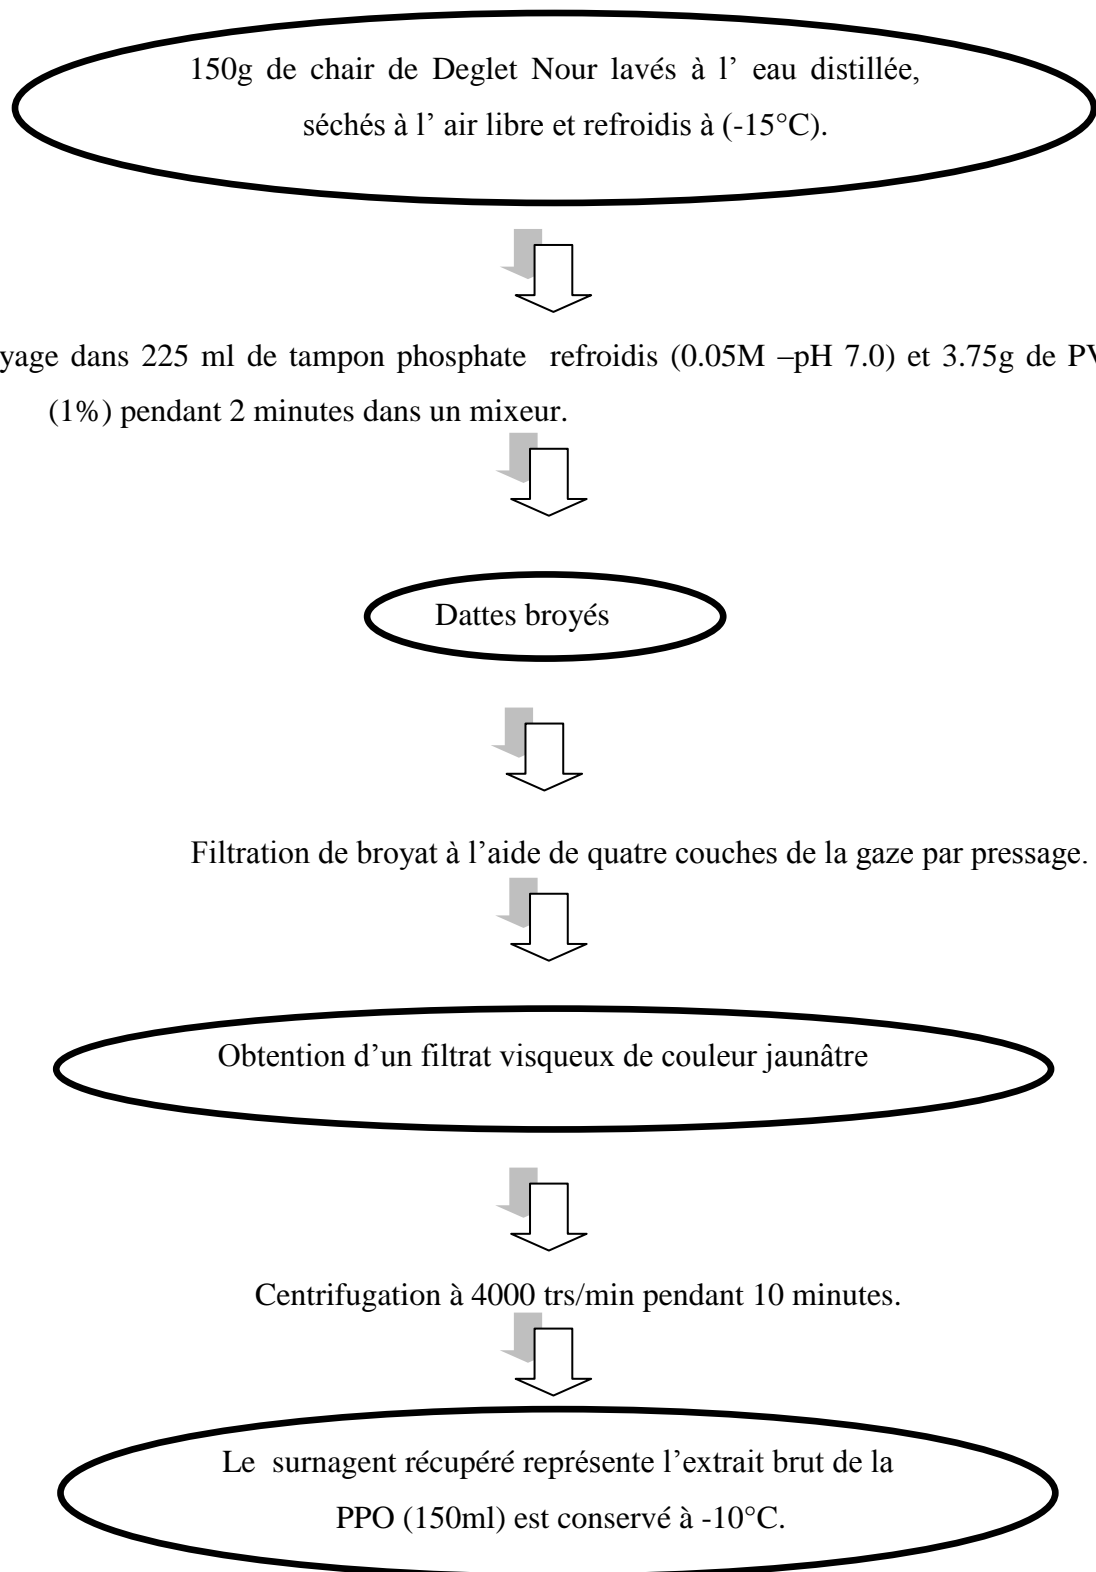 150g de chair de Deglet Nour lavés à l’ eau distillée,
séchés à l’ air libre et refroidis à (-15°C).
yage dans 225 ml de tampon phosphate refroidis (0.05M –pH 7.0) et 3.75g de PV
(1%) pendant 2 minutes dans un mixeur.
Dattes broyés
Filtration de broyat à l’aide de quatre couches de la gaze par pressage.
Obtention d’un filtrat visqueux de couleur jaunâtre
Centrifugation à 4000 trs/min pendant 10 minutes.
Le surnagent récupéré représente l’extrait brut de la
PPO (150ml) est conservé à -10°C.